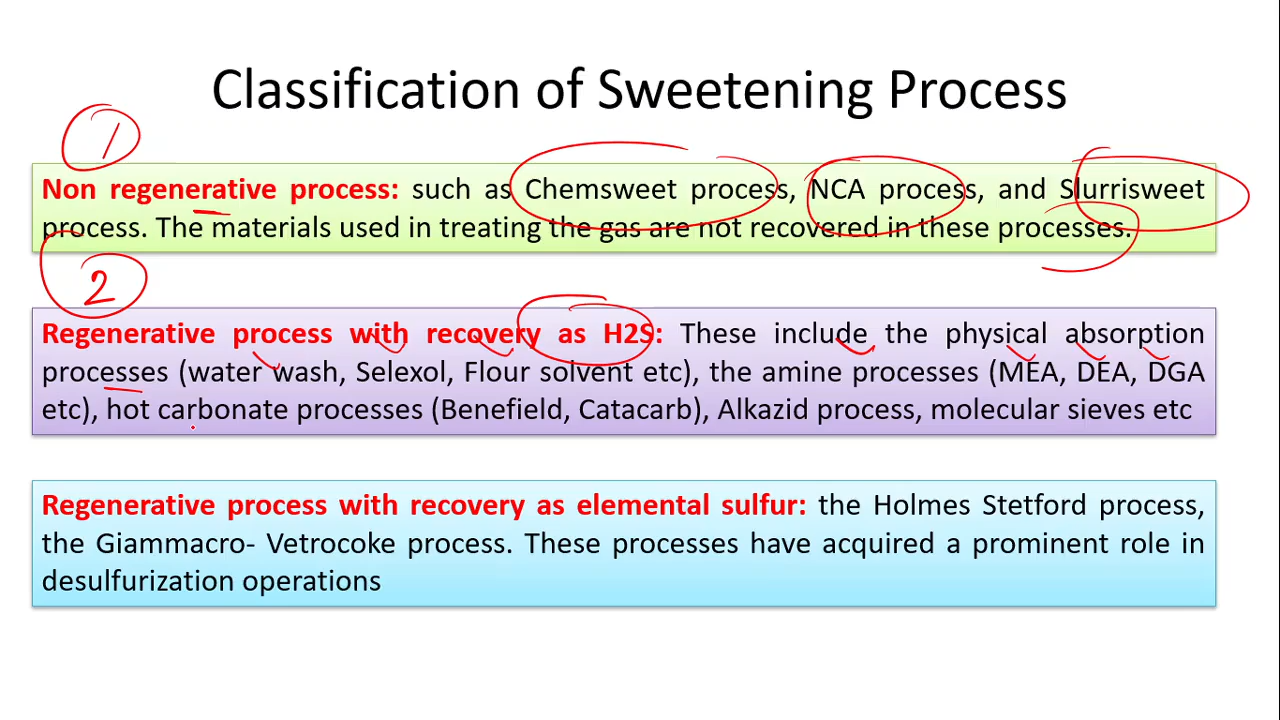 Classification of Sweetening Process
1
Non regenerative process: such as Chemsweet process, NCA process, and Slurrisweet
process. The materials used in treating the gas are not recovered in these processes.
2
Regenerative process with recovery as H2S: These include the physical absorption
processes (water wash, Selexol, Flour solvent etc), the amine processes (MEA, DEA, DGA
etc), hot carbonate processes (Benefield, Catacarb), Alkazid process, molecular sieves etc
Regenerative process with recovery as elemental sulfur: the Holmes Stetford process,
the Giammacro- Vetrocoke process. These processes have acquired a prominent role in
desulfurization operations